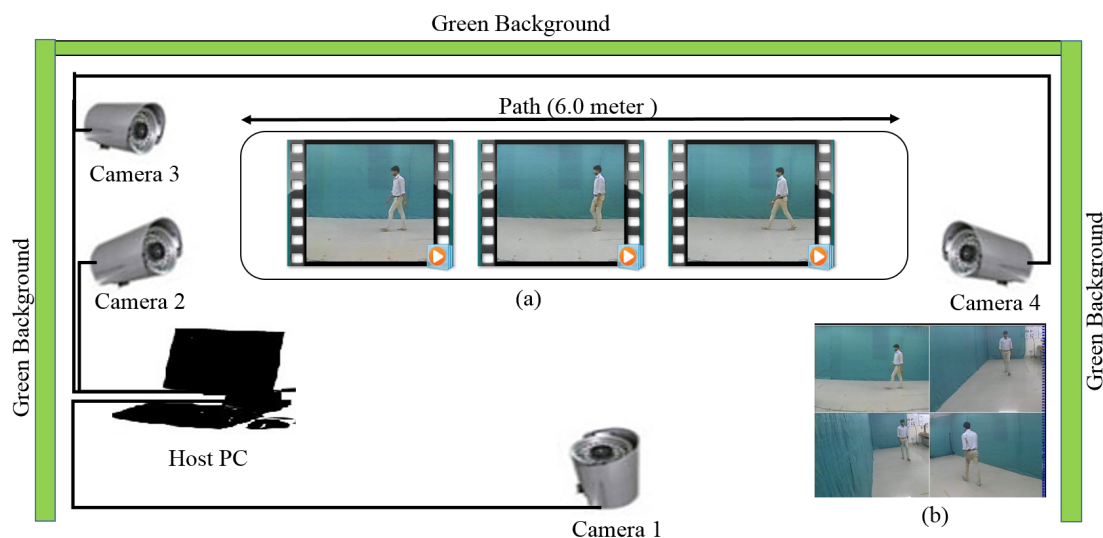 Green Background
Path (6.0 meter )
Camera 3
Camera 2
(a)
Camera 4
Green Background
Green Background
Host PC
(b)
Camera 1